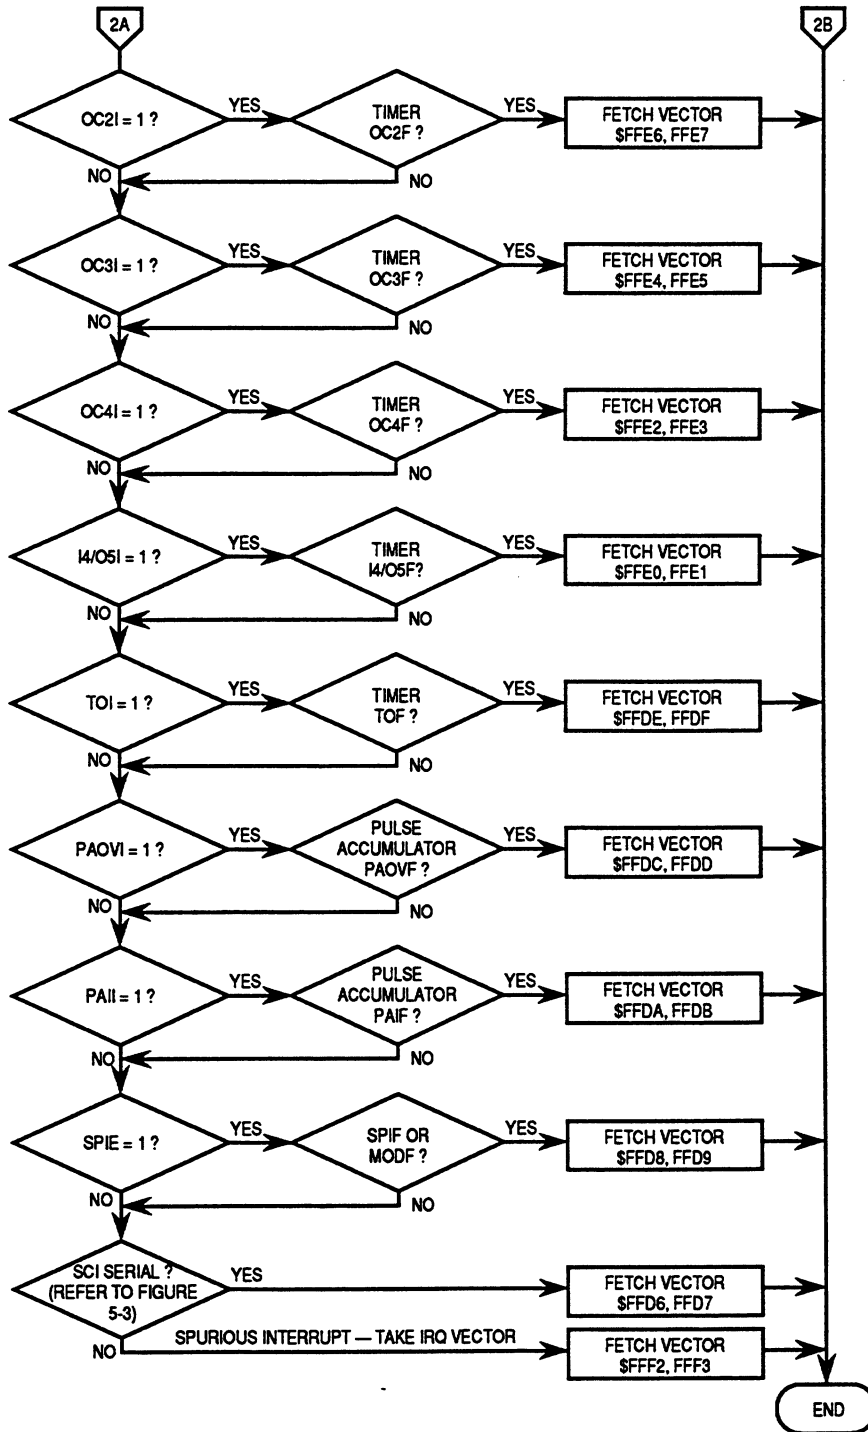 2A
2B
OC2I = 1 ?
YES
TIMER
OC2F ?
YES
FETCH VECTOR
$FFE6, FFE7
NO
NO
OC3I = 1 ?
YES
TIMER
OC3F ?
YES
FETCH VECTOR
$FFE4, FFE5
NO
NO
OC4I = 1 ?
YES
TIMER
OC4F ?
YES
FETCH VECTOR
$FFE2, FFE3
NO
NO
I4/O5I = 1 ?
YES
TIMER
I4/O5F?
YES
FETCH VECTOR
$FFE0, FFE1
NO
NO
TOI = 1 ?
YES
TIMER
TOF ?
YES
FETCH VECTOR
$FFDE, FFDF
NO
NO
PAOVI = 1 ?
YES
PULSE
ACCUMULATOR
PAOVF ?
YES
FETCH VECTOR
$FFDC, FFDD
NO
NO
PAII = 1 ?
YES
PULSE
ACCUMULATOR
PAIF ?
YES
FETCH VECTOR
$FFDA, FFDB
NO
NO
SPIE = 1 ?
YES
SPIF OR
MODF ?
YES
FETCH VECTOR
$FFD8, FFD9
NO
NO
SCI SERIAL ?
(REFER TO FIGURE
5-3)
YES
FETCH VECTOR
$FFD6, FFD7
NO
SPURIOUS INTERRUPT — TAKE IRQ VECTOR
FETCH VECTOR
$FFF2, FFF3
END